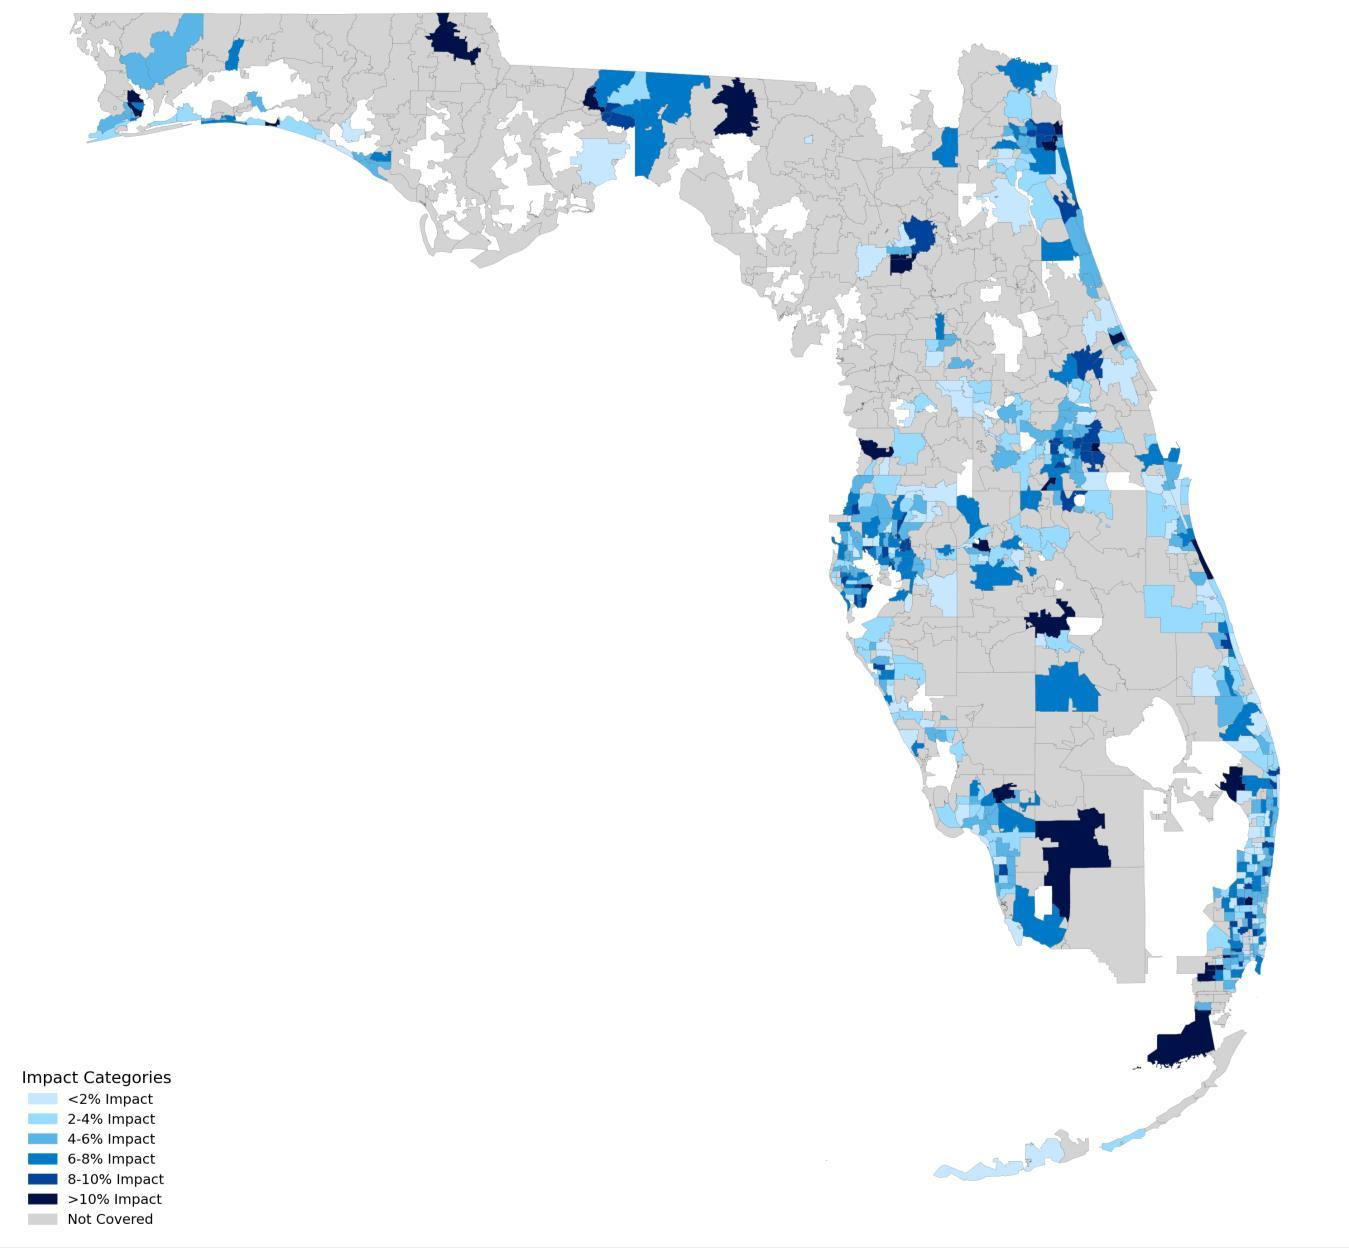 Impact Categories
<2% Impact
2-4% Impact
4-6% Impact
6-8% Impact
8-10% Impact
>10% Impact
Not Covered